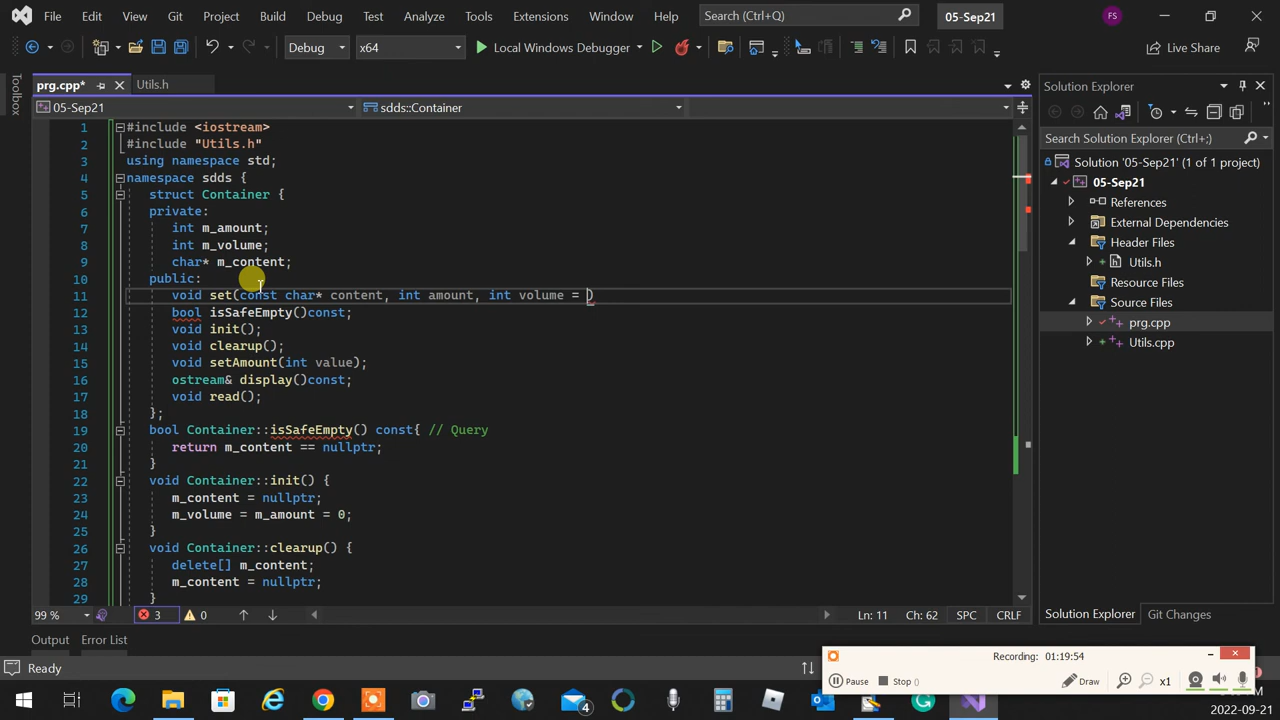 File Edit View Git Project Build Debug Test Analyze Tools Extensions Window Help Search (Ctrl+Q) 05-Sep21 FS
Debug x64 Local Windows Debugger Live Share
Toolbox
prg.cpp* Utils.h
05-Sep21 sdds::Container
1 #include <iostream>
2 #include "Utils.h"
3 using namespace std;
4 namespace sdds {
5 struct Container {
6 private:
7 int m_amount;
8 int m_volume;
9 char* m_content;
10 public:
11 void set(const char* content, int amount, int volume = )
12 bool isSafeEmpty()const;
13 void init();
14 void clearup();
15 void setAmount(int value);
16 ostream& display()const;
17 void read();
18 };
19 bool Container::isSafeEmpty() const{ // Query
20 return m_content == nullptr;
21 }
22 void Container::init() {
23 m_content = nullptr;
24 m_volume = m_amount = 0;
25 }
26 void Container::clearup() {
27 delete[] m_content;
28 m_content = nullptr;
29 }
99 % 3 0 Ln: 11 Ch: 62 SPC CRLF
Output Error List
Ready
Solution Explorer
Search Solution Explorer (Ctrl+;)
Solution '05-Sep21' (1 of 1 project)
05-Sep21
References
External Dependencies
Header Files
Utils.h
Resource Files
Source Files
prg.cpp
Utils.cpp
Solution Explorer Git Changes
Recording: 01:19:54
Pause Stop () Draw x1
4
2022-09-21